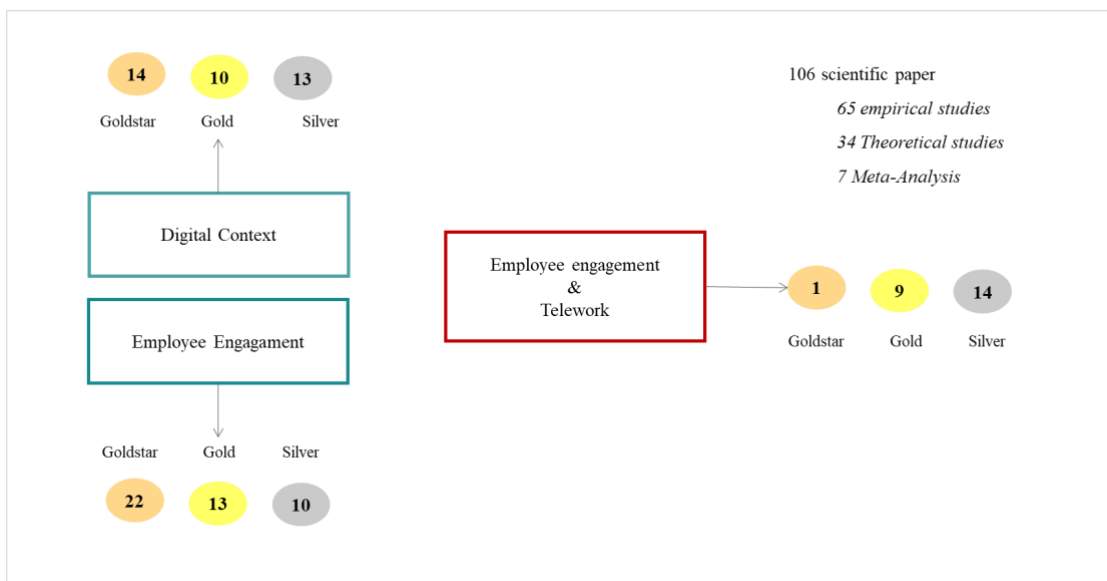 14 10 13
Goldstar Gold Silver
Digital Context
Employee Engagament
Goldstar Gold Silver
22 13 10
106 scientific paper
65 empirical studies
34 Theoretical studies
7 Meta-Analysis
Employee engagement
&
Telework
1 9 14
Goldstar Gold Silver